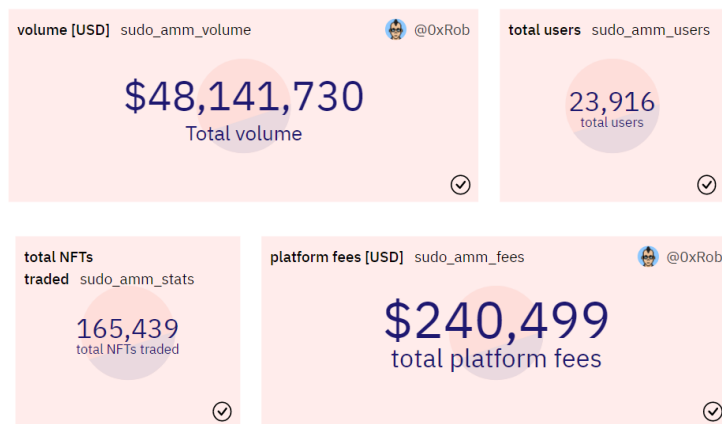 volume [USD] sudo_amm_volume @0xRob
$48,141,730
Total volume
total users sudo_amm_users
23,916
total users
total NFTs
traded sudo_amm_stats
165,439
total NFTs traded
platform fees [USD] sudo_amm_fees @0xRob
$240,499
total platform fees